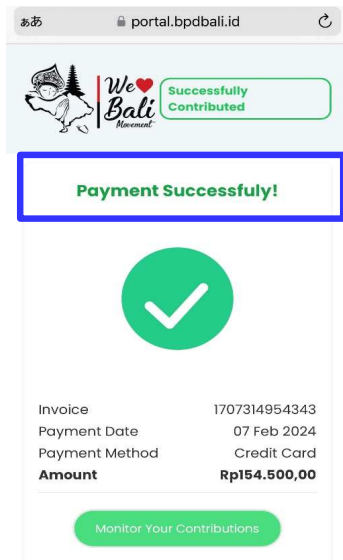 ああ portal.bpdbali.id
We
Bali
Movement
Successfully
Contributed
Payment Successfuly!
Invoice 1707314954343
Payment Date 07 Feb 2024
Payment Method Credit Card
Amount Rp154.500,00
Monitor Your Contributions